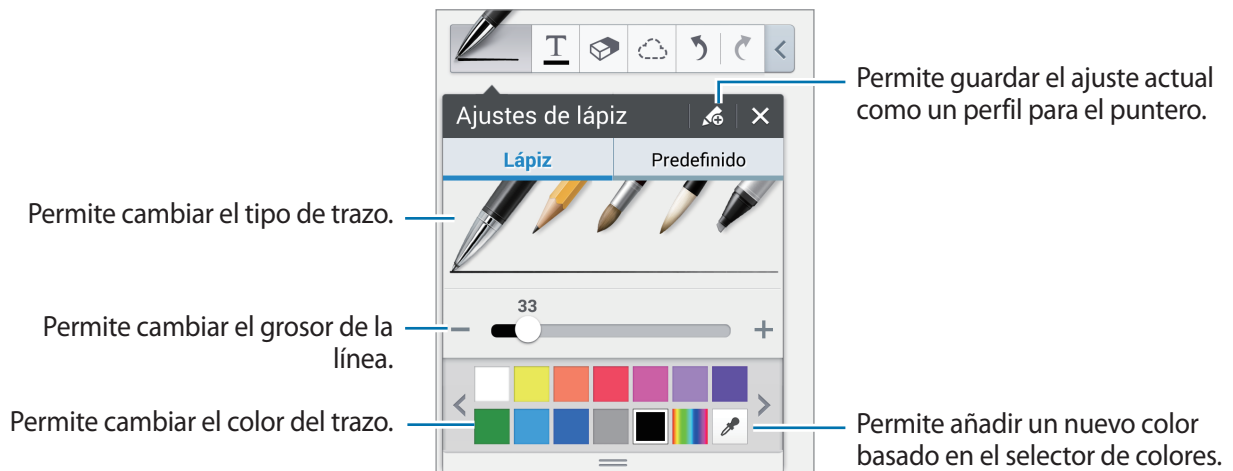 T
Permite guardar el ajuste actual
como un perfil para el puntero.
Ajustes de lápiz
Lápiz
Predefinido
Permite cambiar el tipo de trazo.
33
Permite cambiar el grosor de la
línea.
Permite cambiar el color del trazo.
Permite añadir un nuevo color
basado en el selector de colores.